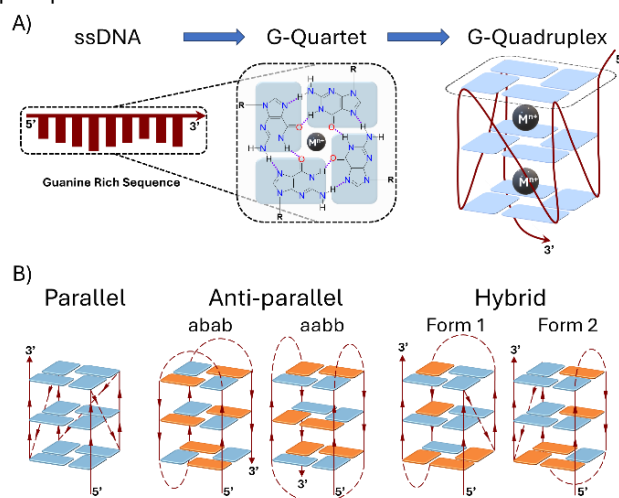 A)
ssDNA
G-Quartet
G-Quadruplex
5'
3'
Guanine Rich Sequence
R
R
R
R
N
N
N
N
N
H
O
Mn+
5'
Mn+
Mn+
3'
B)
Parallel
Anti-parallel
Hybrid
abab
aabb
Form 1
Form 2
3'
5'
3'
5'
3'
5'
3'
5'
3'
5'